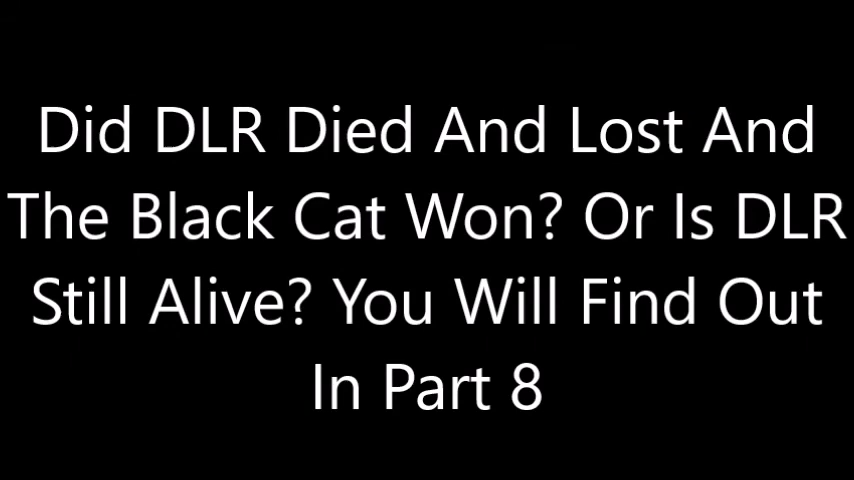 Did DLR Died And Lost And
The Black Cat Won? Or Is DLR
Still Alive? You Will Find Out
In Part 8